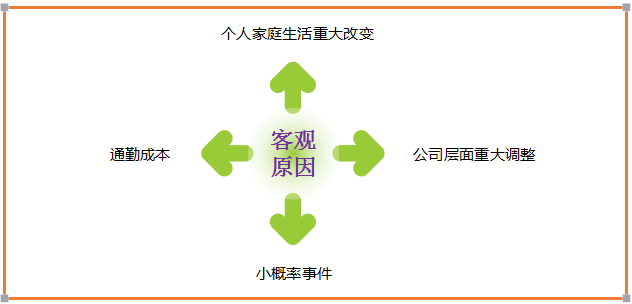 个人家庭生活重大改变
客观
原因
通勤成本
公司层面重大调整
小概率事件